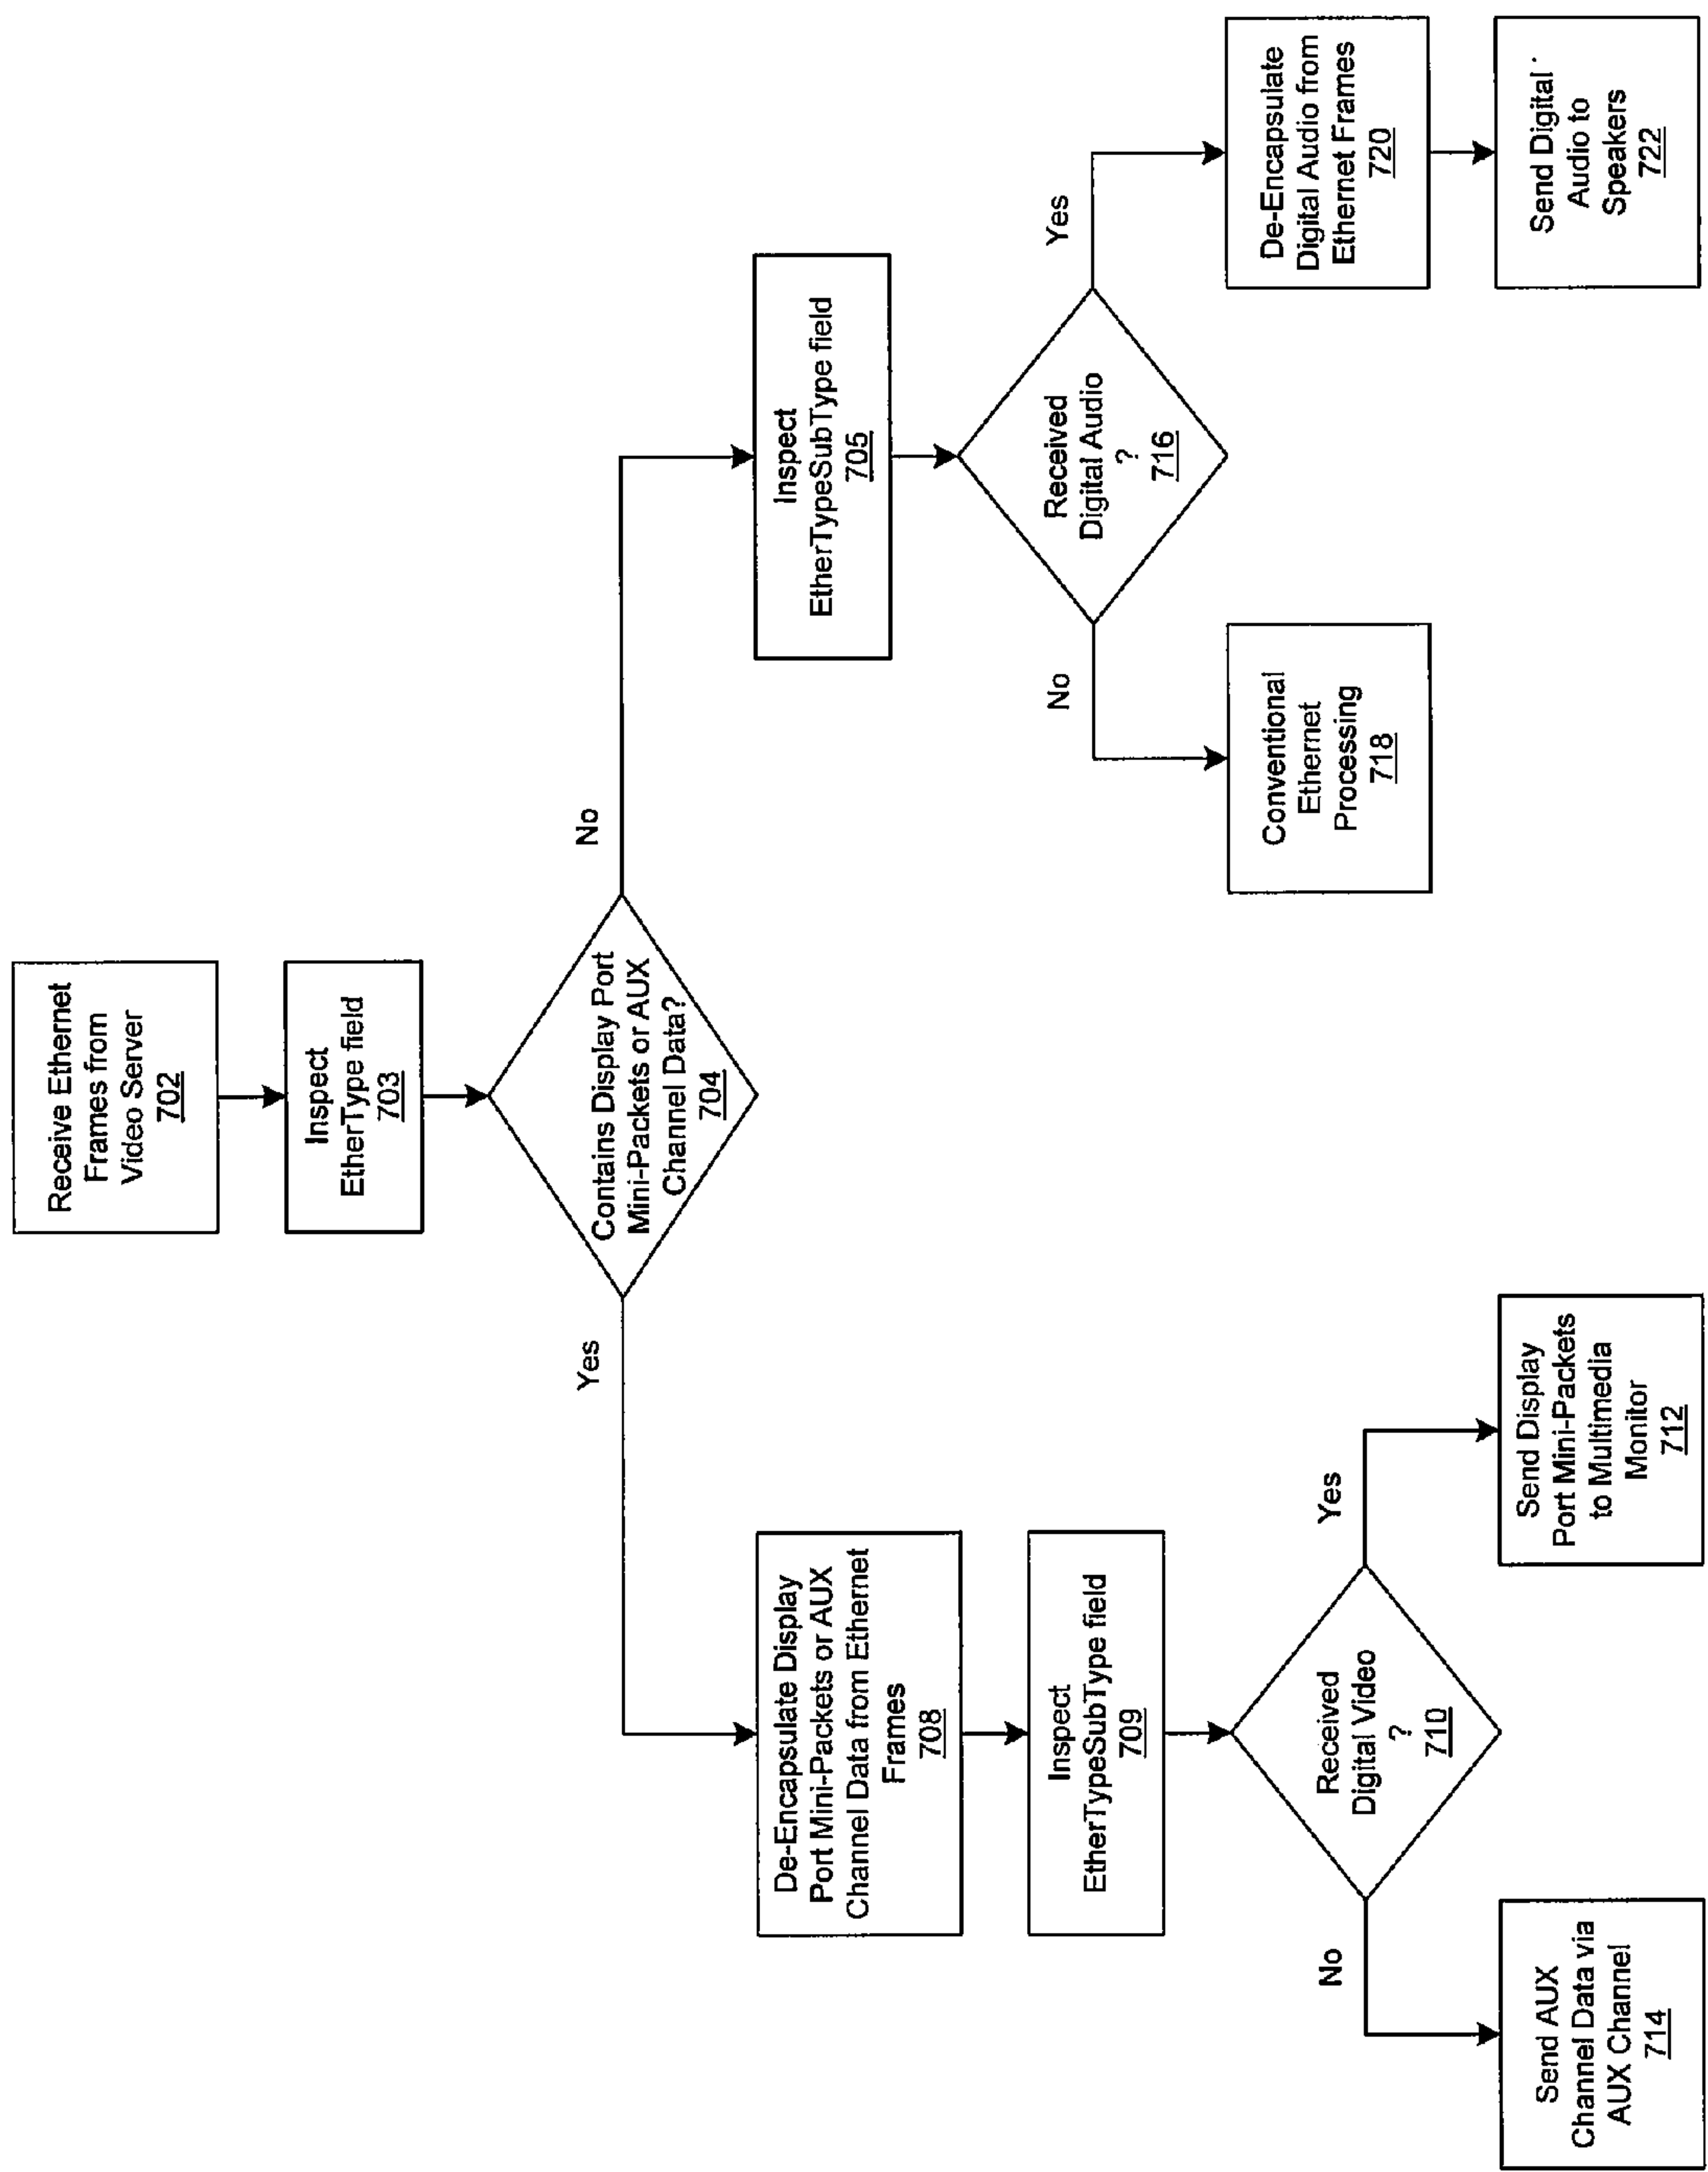 Receive Ethernet
Frames from
Video Server
702
Inspect
EtherType field
703
Contains Display Port
Mini-Packets or AUX
Channel Data?
704
Yes
No
De-Encapsulate Display
Port Mini-Packets or AUX
Channel Data from Ethernet
Frames
708
Inspect
EtherTypeSubType field
709
Received
Digital Video
?
710
No
Yes
Send AUX
Channel Data via
AUX Channel
714
Send Display
Port Mini-Packets
to Multimedia
Monitor
712
Inspect
EtherTypeSubType field
705
Received
Digital Audio
?
716
No
Yes
Conventional
Ethernet
Processing
718
De-Encapsulate
Digital Audio from
Ethernet Frames
720
Send Digital
Audio to
Speakers
722